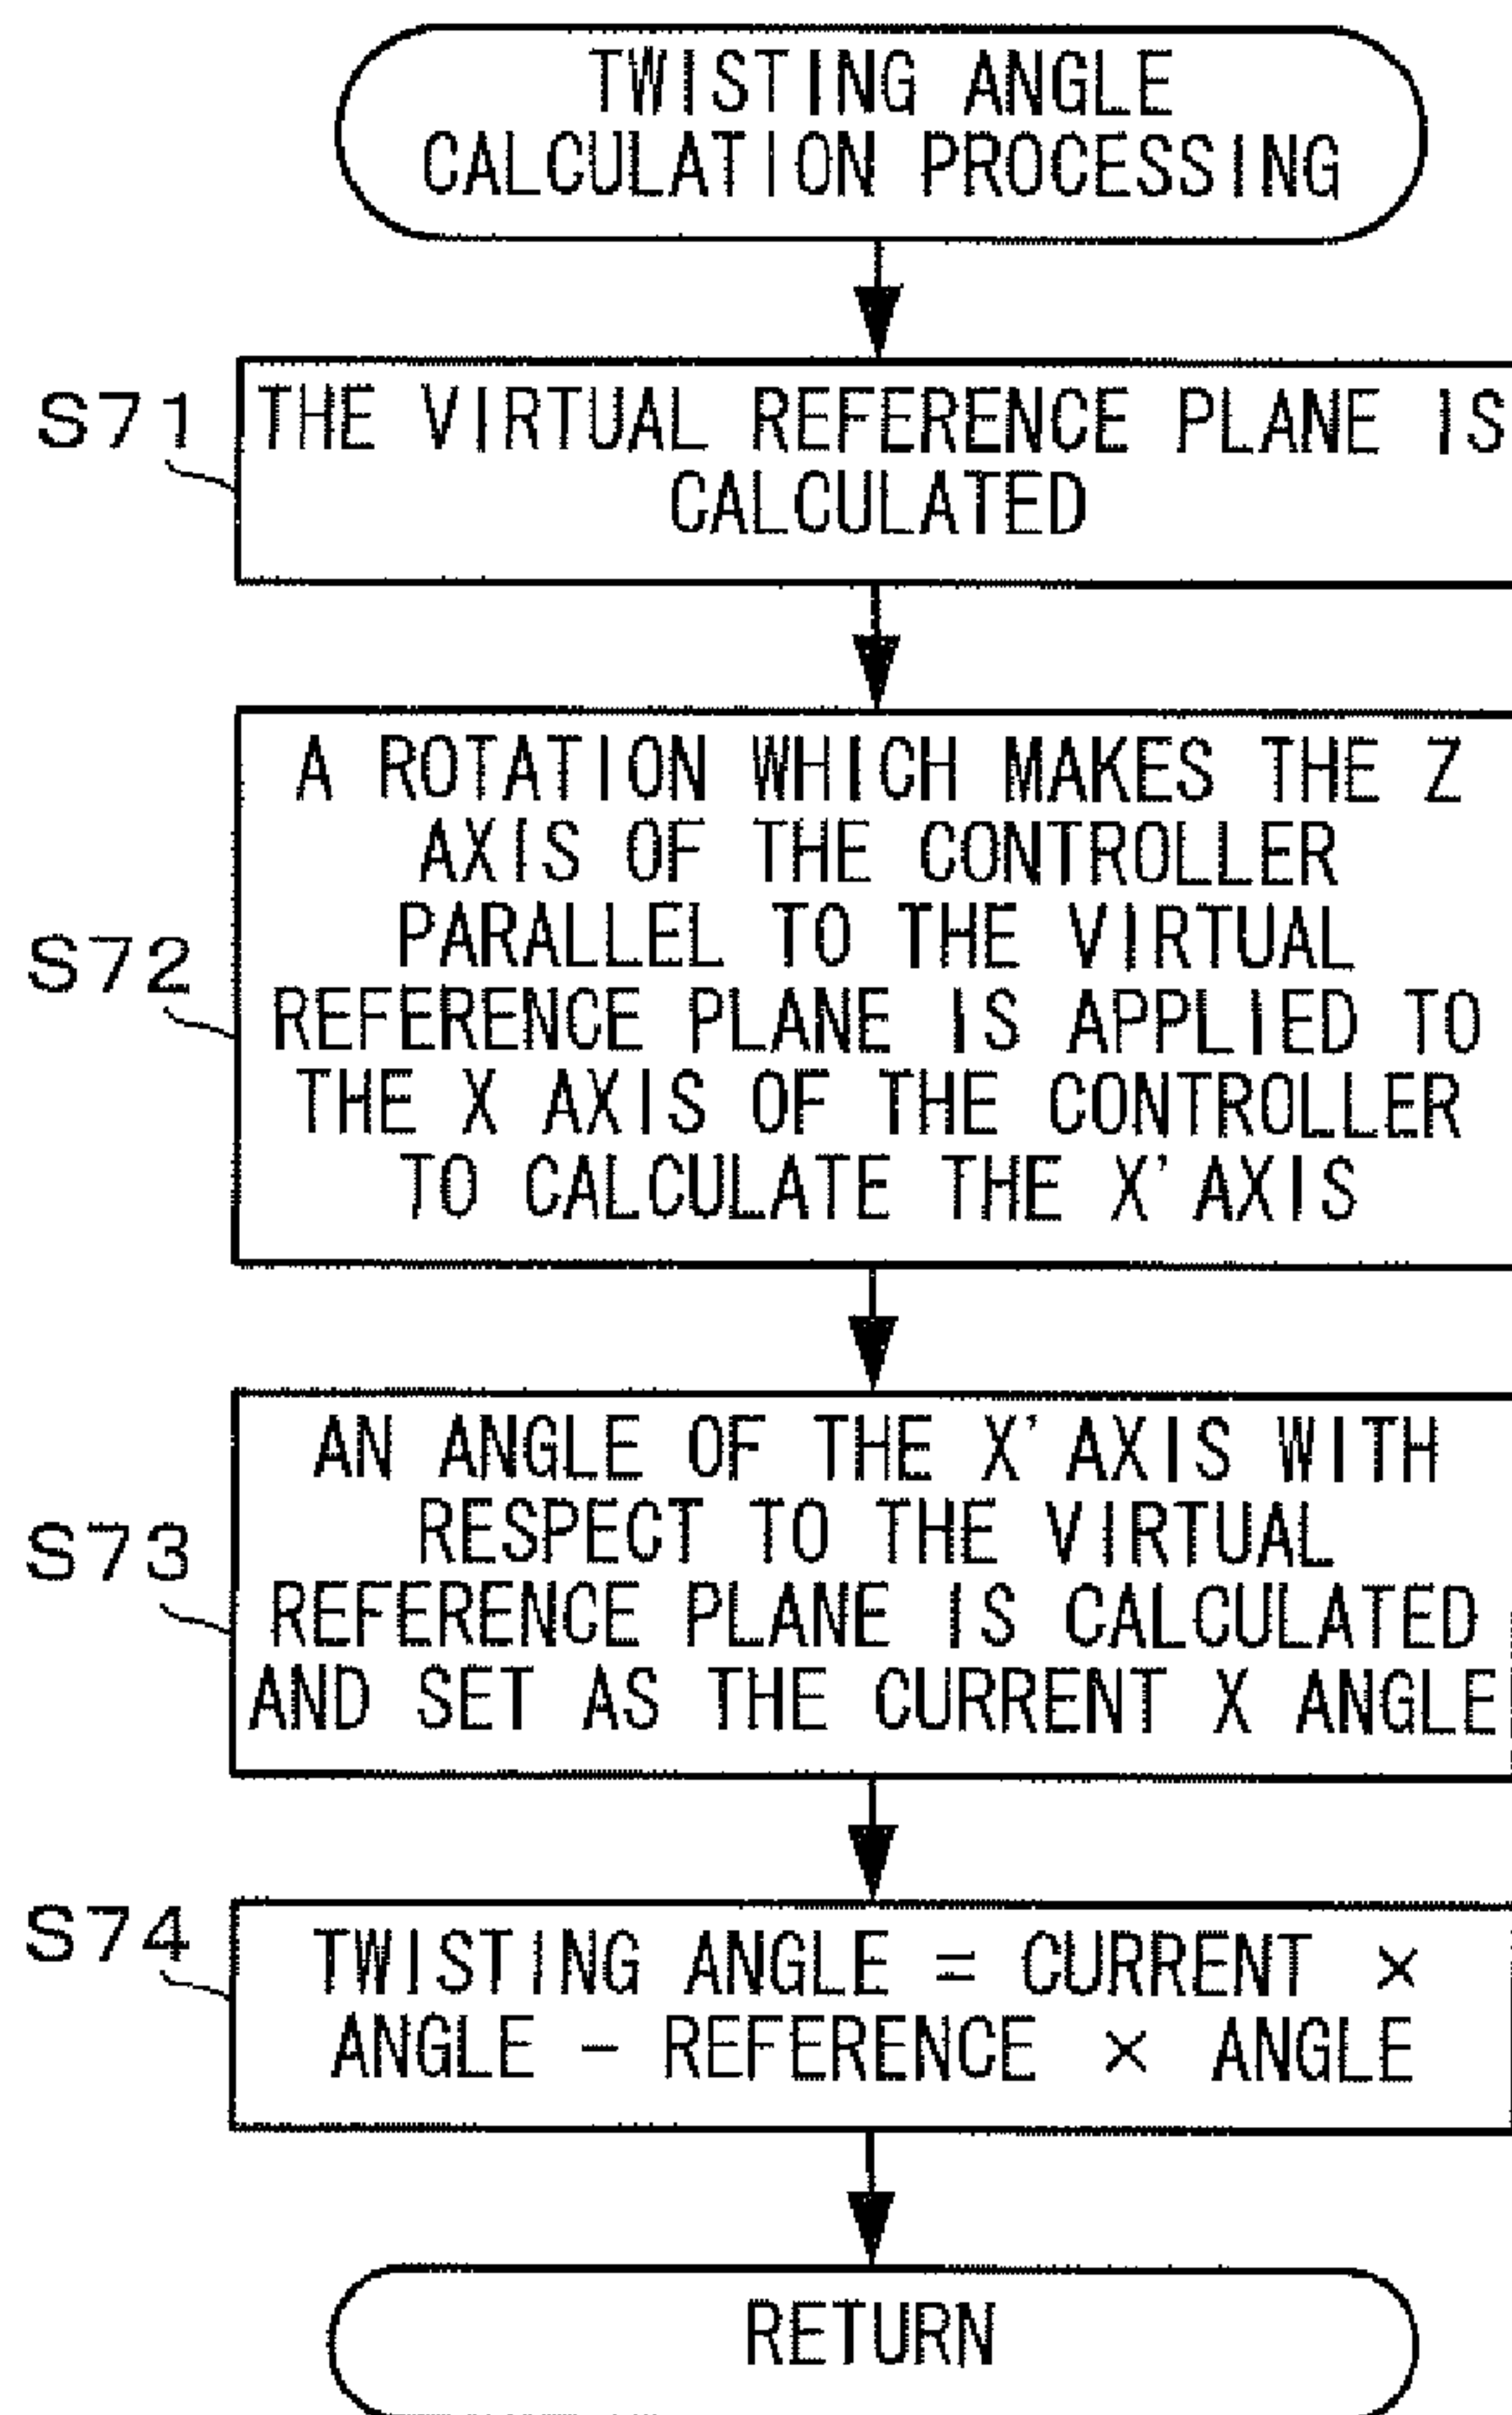 TWISTING ANGLE
CALCULATION PROCESSING
S71
THE VIRTUAL REFERENCE PLANE IS
CALCULATED
S72
A ROTATION WHICH MAKES THE Z
AXIS OF THE CONTROLLER
PARALLEL TO THE VIRTUAL
REFERENCE PLANE IS APPLIED TO
THE X AXIS OF THE CONTROLLER
TO CALCULATE THE X' AXIS
S73
AN ANGLE OF THE X' AXIS WITH
RESPECT TO THE VIRTUAL
REFERENCE PLANE IS CALCULATED
AND SET AS THE CURRENT X ANGLE
S74
TWISTING ANGLE = CURRENT ×
ANGLE − REFERENCE × ANGLE
RETURN